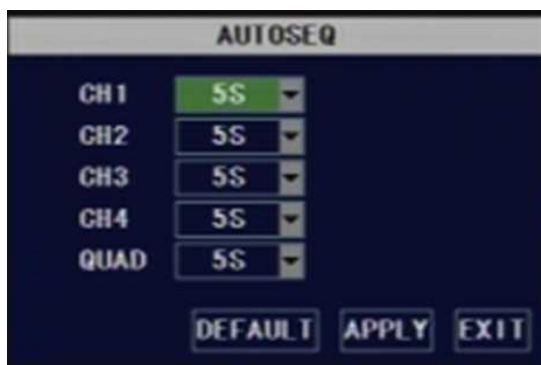 AUTOSEQ
CH1 5S
CH2 5S
CH3 5S
CH4 5S
QUAD 5S
DEFAULT APPLY EXIT